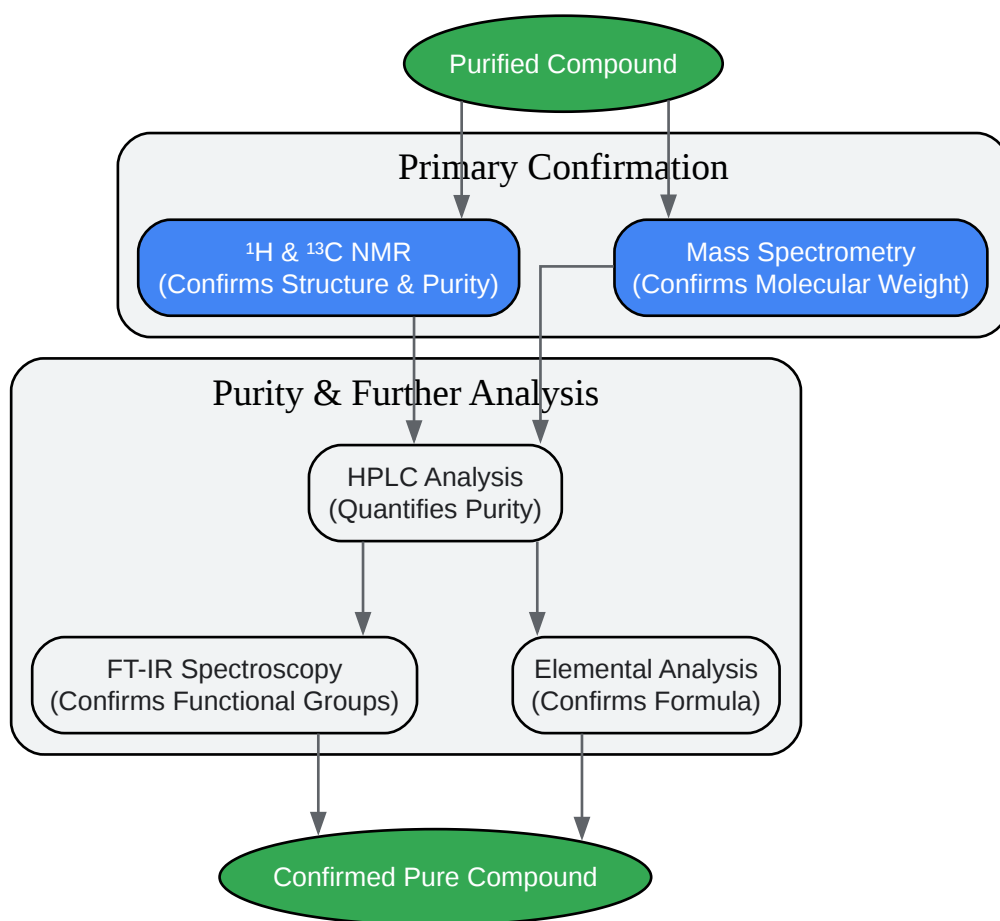 Purified Compound
Primary Confirmation
¹H & ¹³C NMR
(Confirms Structure & Purity)
Mass Spectrometry
(Confirms Molecular Weight)
Purity & Further Analysis
HPLC Analysis
(Quantifies Purity)
FT-IR Spectroscopy
(Confirms Functional Groups)
Elemental Analysis
(Confirms Formula)
Confirmed Pure Compound